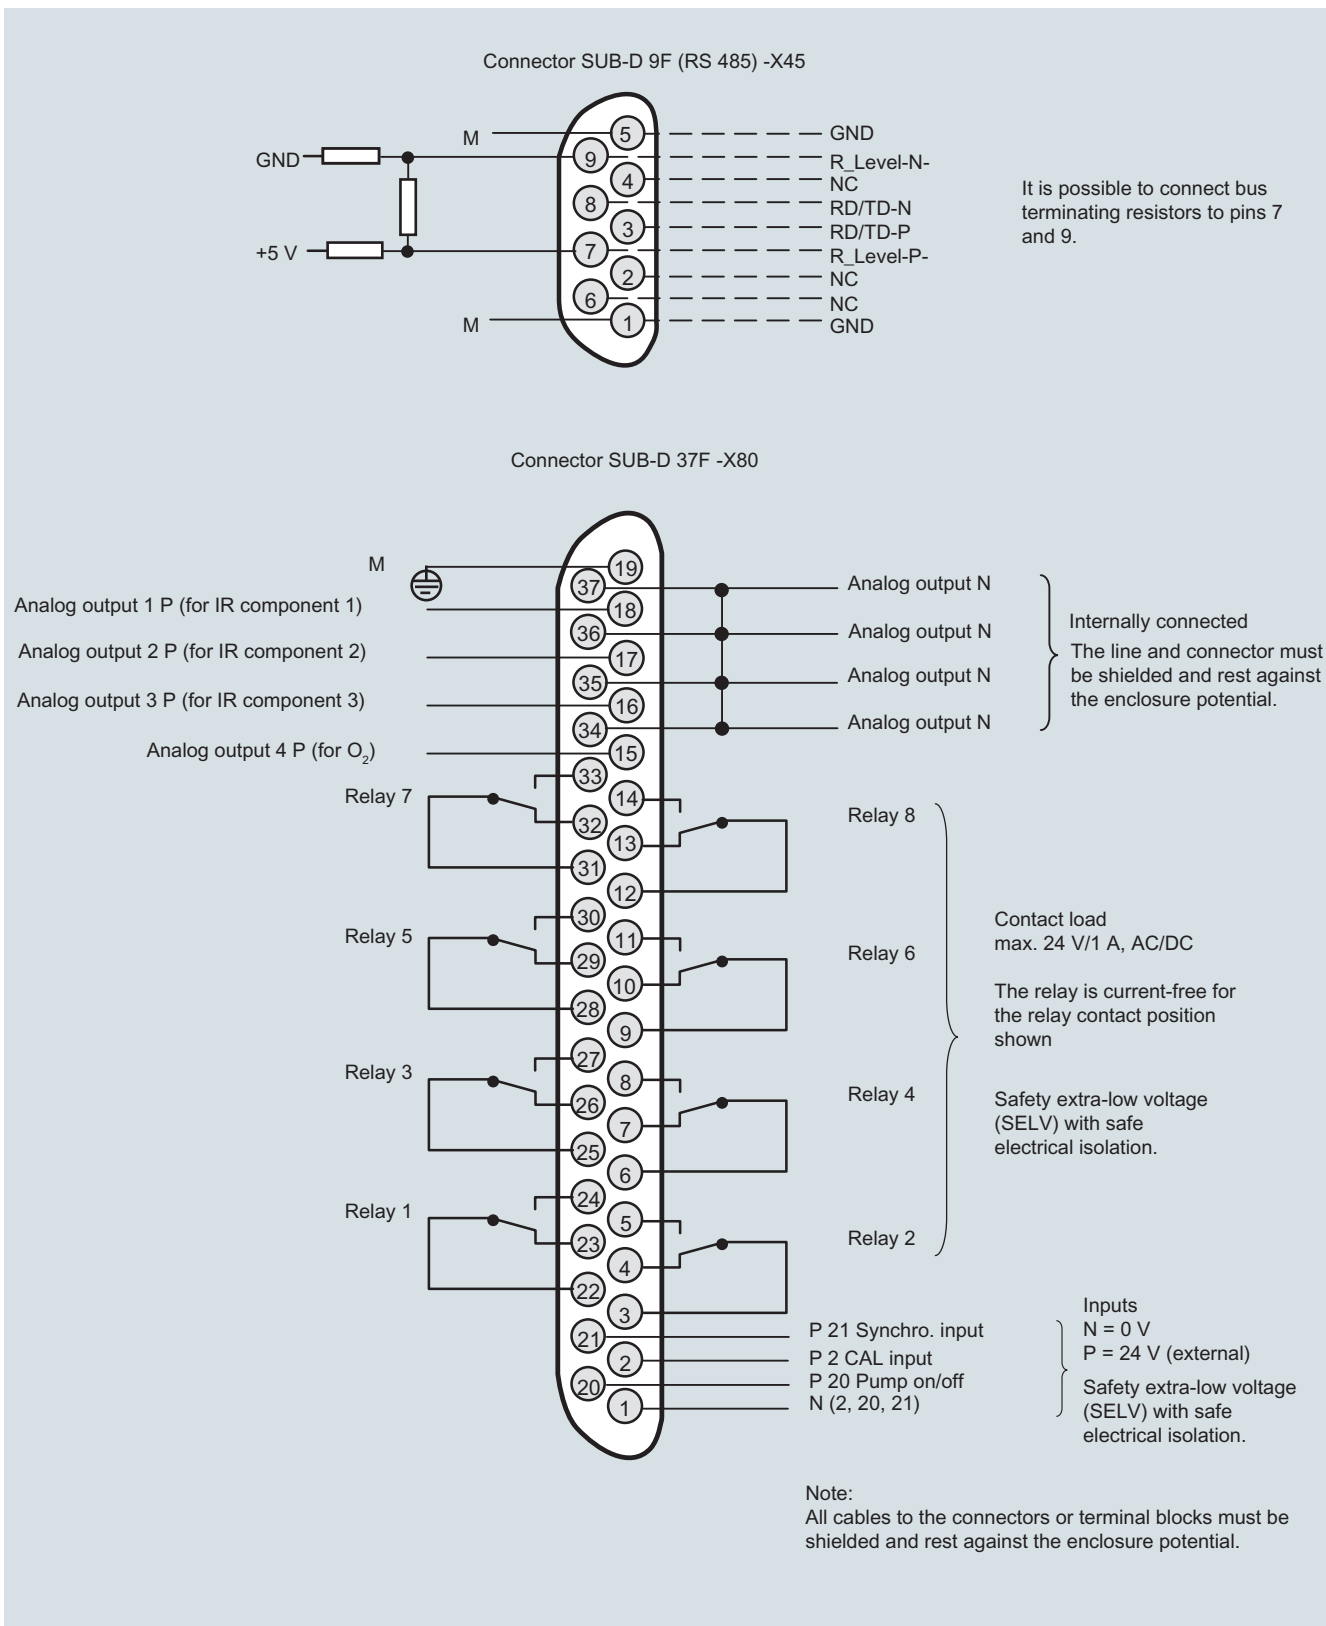 Connector SUB-D 9F (RS 485) -X45
M
5
GND
GND
9
R_Level-N-
4
NC
8
RD/TD-N
3
RD/TD-P
+5 V
7
R_Level-P-
2
NC
6
NC
M
1
GND
It is possible to connect bus
terminating resistors to pins 7
and 9.
Connector SUB-D 37F -X80
M
19
37
Analog output N
Analog output 1 P (for IR component 1)
18
36
Analog output N
Analog output 2 P (for IR component 2)
17
35
Analog output N
Analog output 3 P (for IR component 3)
16
34
Analog output N
Analog output 4 P (for O2)
15
Internally connected
The line and connector must
be shielded and rest against
the enclosure potential.
33
Relay 7
14
Relay 8
32
13
31
12
30
Relay 5
11
Relay 6
29
10
28
9
27
Relay 3
8
Relay 4
26
7
25
6
24
Relay 1
5
Relay 2
23
4
22
3
Contact load
max. 24 V/1 A, AC/DC
The relay is current-free for
the relay contact position
shown
Safety extra-low voltage
(SELV) with safe
electrical isolation.
21
P 21 Synchro. input
2
P 2 CAL input
20
P 20 Pump on/off
1
N (2, 20, 21)
Inputs
N = 0 V
P = 24 V (external)
Safety extra-low voltage
(SELV) with safe
electrical isolation.
Note:
All cables to the connectors or terminal blocks must be
shielded and rest against the enclosure potential.